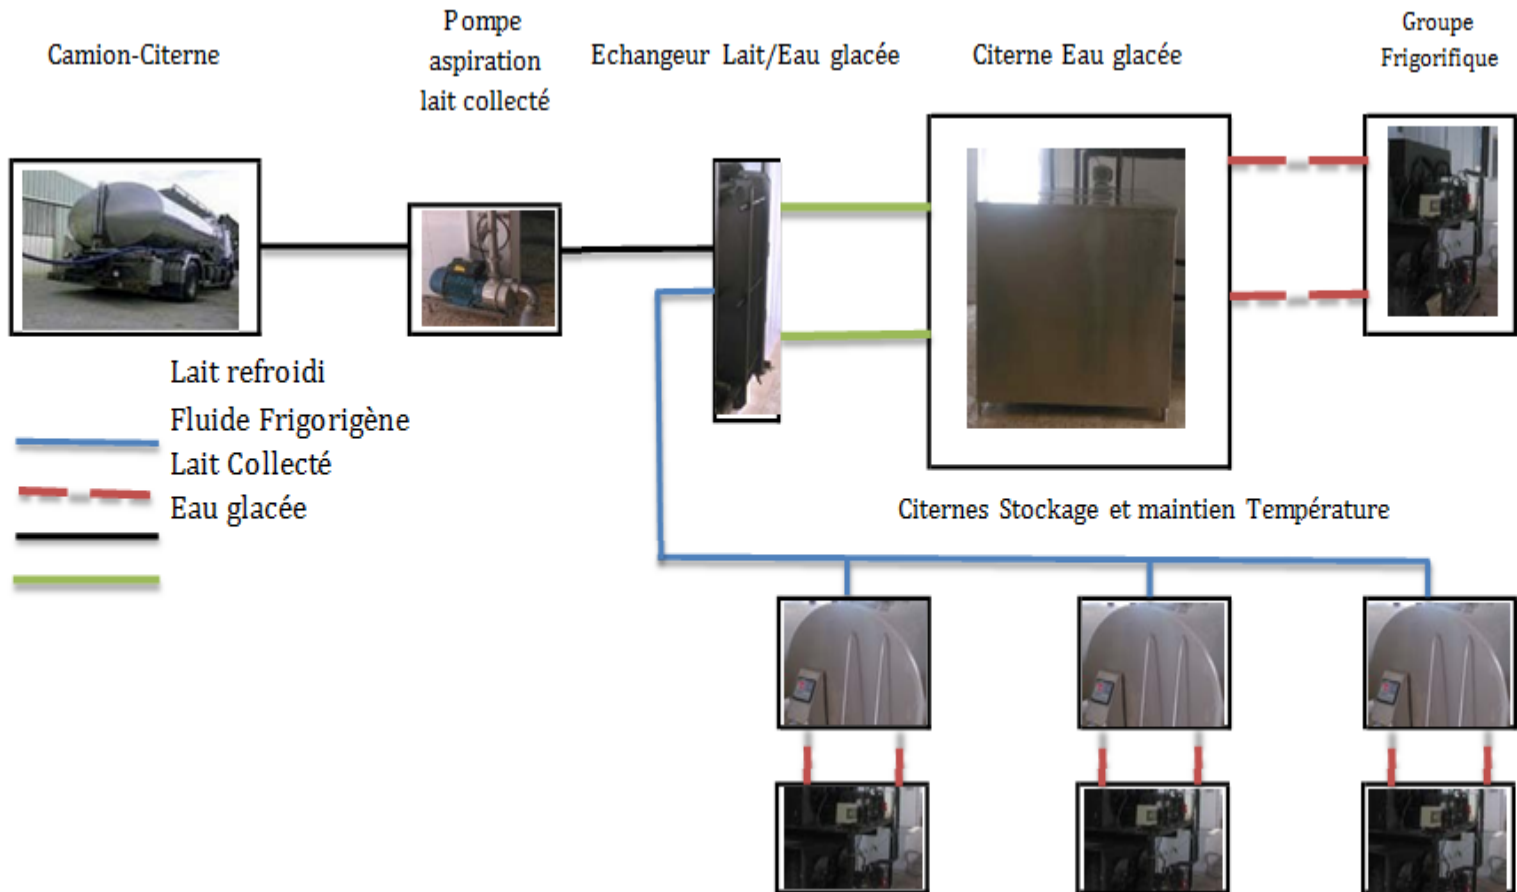 Camion-Citerne
Pompe
aspiration
lait collecté
Echangeur Lait/Eau glacée
Citerne Eau glacée
Groupe
Frigorifique
Lait refroidi
Fluide Frigorigène
Lait Collecté
Eau glacée
Citernes Stockage et maintien Température